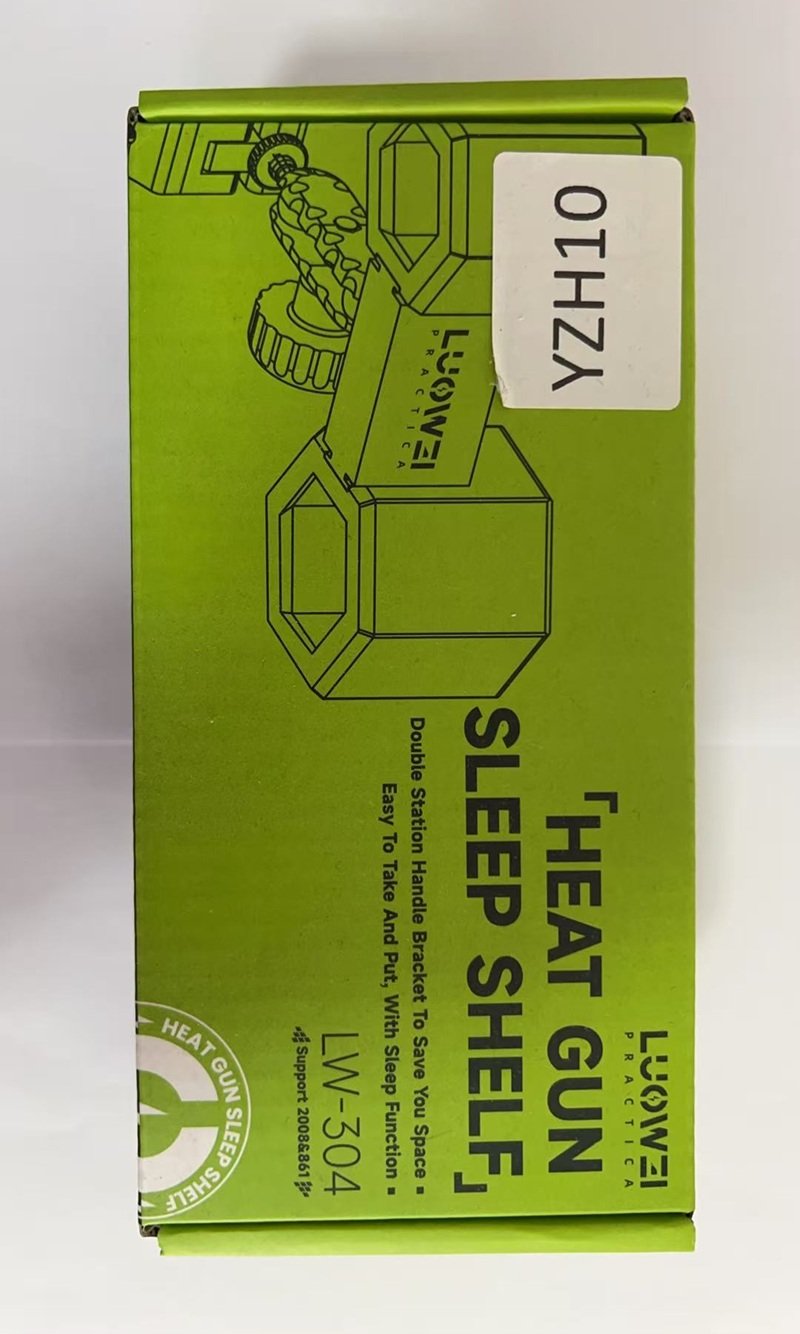 LUOWEI
PRACTICA
「HEAT GUN
SLEEP SHELF」
Double Station Handle Bracket To Save You Space
Easy To Take And Put, With Sleep Function
LW-304
Support 2008&861
HEAT GUN SLEEP SHELF
LUOWEI
PRACTICA
YZH10